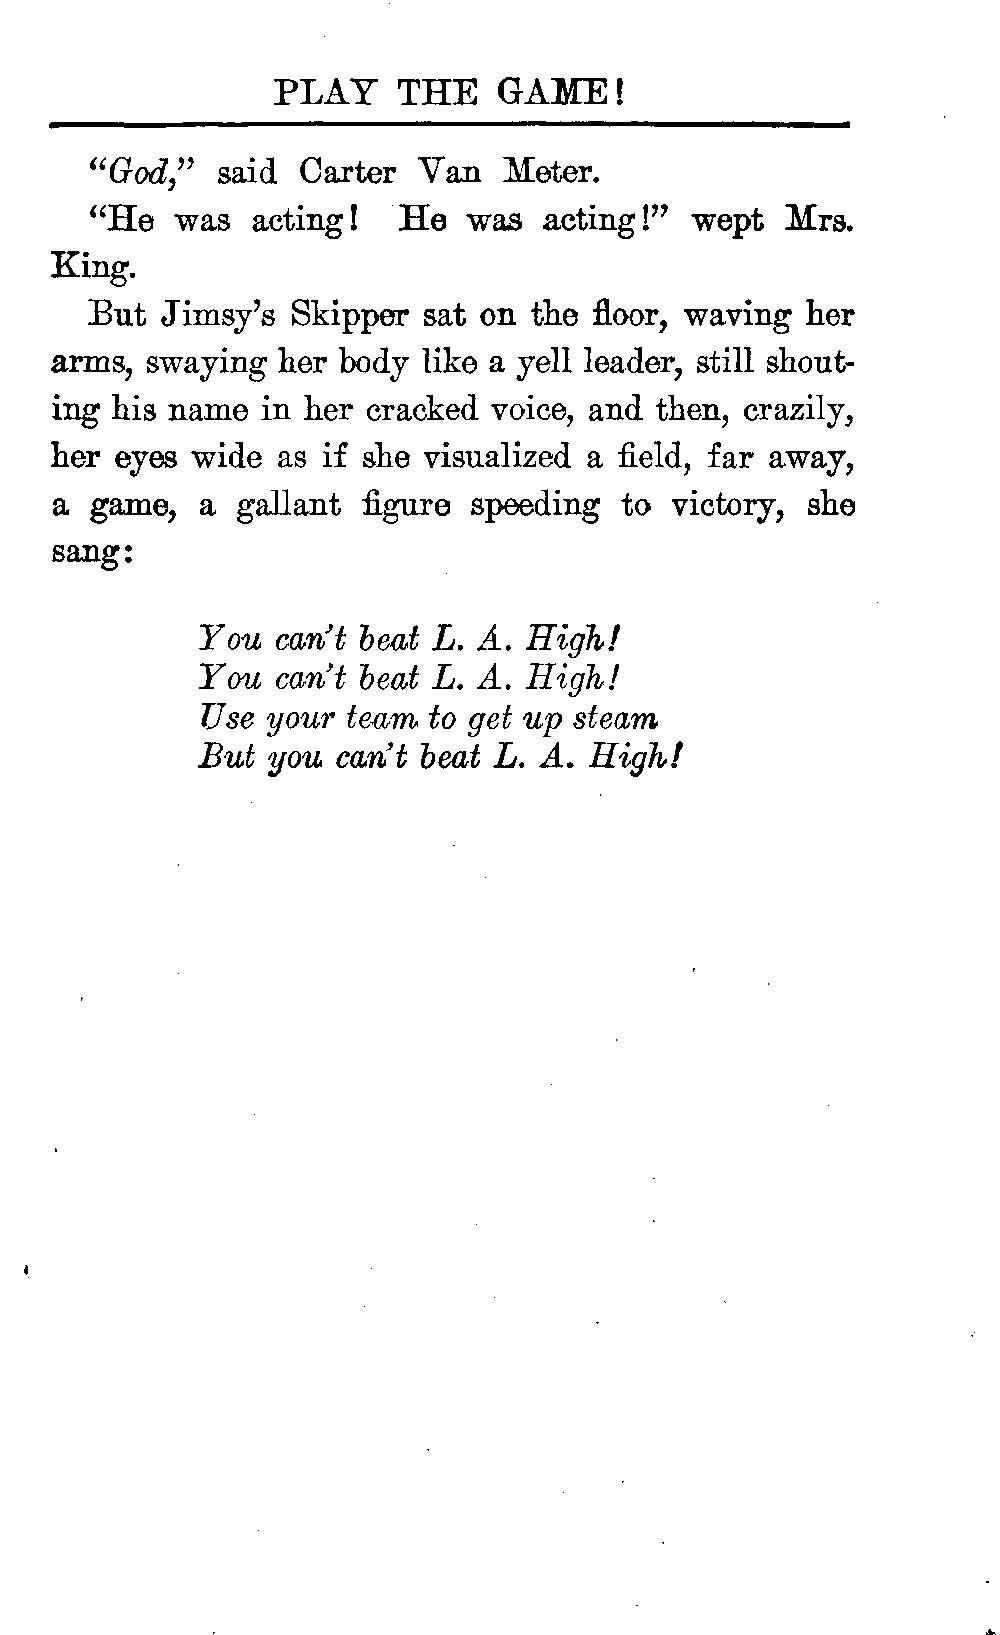 PLAY THE GAME!
“God,” said Carter Van Meter.
“He was acting! He was acting!” wept Mrs.
King.
But Jimsy’s Skipper sat on the floor, waving her
arms, swaying her body like a yell leader, still shout-
ing his name in her cracked voice, and then, crazily,
her eyes wide as if she visualized a field, far away,
a game, a gallant figure speeding to victory, she
sang:
You can’t beat L. A. High!
You can’t beat L. A. High!
Use your team to get up steam
But you can’t beat L. A. High!